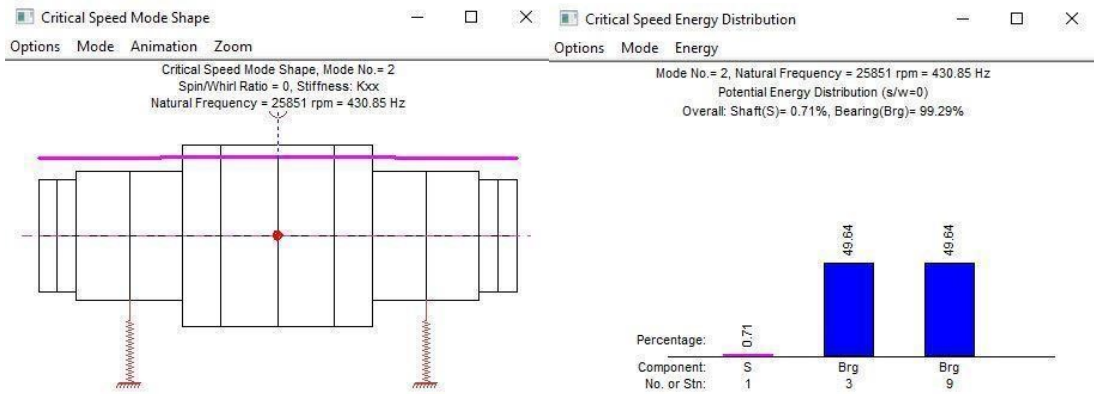 Critical Speed Mode Shape
Options Mode Animation Zoom
Critical Speed Mode Shape, Mode No.= 2
Spin/Whirl Ratio = 0, Stiffness: Kxx
Natural Frequency = 25851 rpm = 430.85 Hz
Critical Speed Energy Distribution
Options Mode Energy
Mode No.= 2, Natural Frequency = 25851 rpm = 430.85 Hz
Potential Energy Distribution (s/w=0)
Overall: Shaft(S)= 0.71%, Bearing(Brg)= 99.29%
49.64 49.64
Percentage: 0.71
Component: S Brg Brg
No. or Stn: 1 3 9